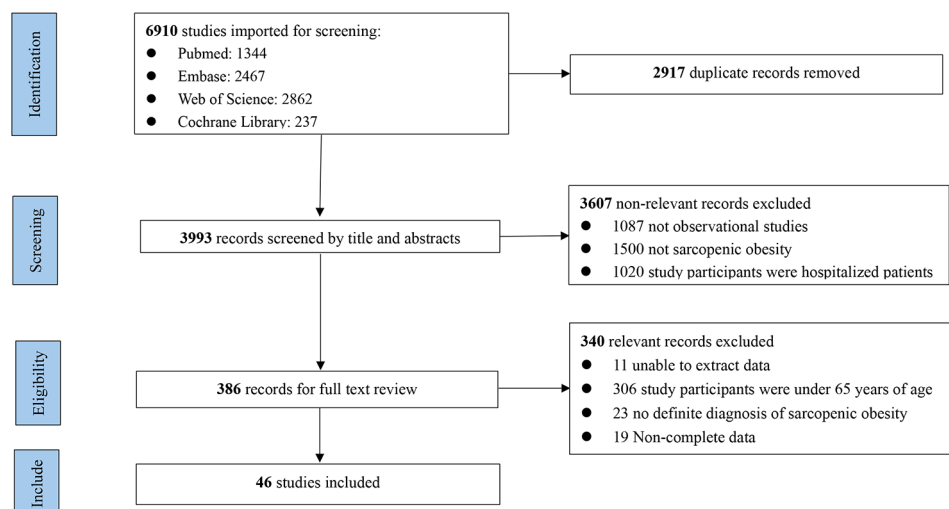 Identification
6910 studies imported for screening:
● Pubmed: 1344
● Embase: 2467
● Web of Science: 2862
● Cochrane Library: 237
2917 duplicate records removed
Screening
3993 records screened by title and abstracts
3607 non-relevant records excluded
● 1087 not observational studies
● 1500 not sarcopenic obesity
● 1020 study participants were hospitalized patients
Eligibility
386 records for full text review
340 relevant records excluded
● 11 unable to extract data
● 306 study participants were under 65 years of age
● 23 no definite diagnosis of sarcopenic obesity
● 19 Non-complete data
Include
46 studies included